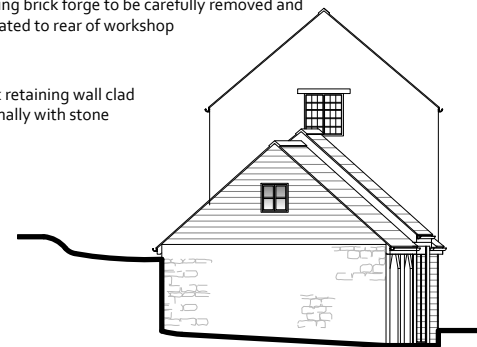 ing brick forge to be carefully removed and
ated to rear of workshop
retaining wall clad
nally with stone